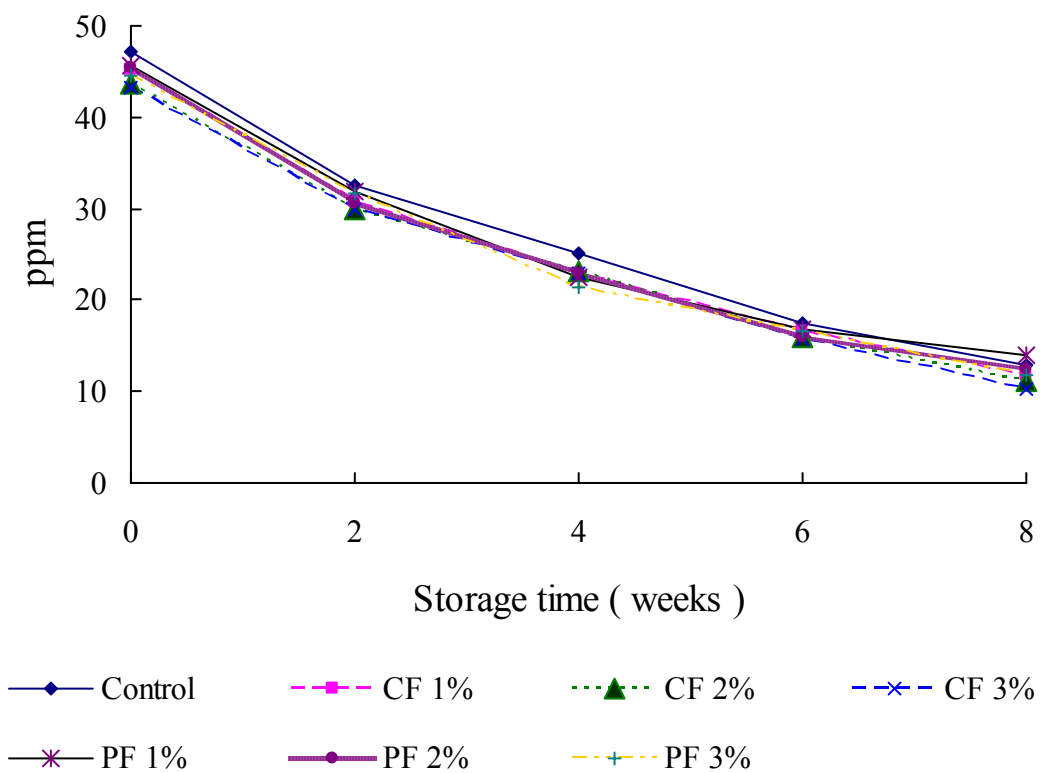 50
40
30
20
10
0
ppm
0 2 4 6 8
Storage time ( weeks )
Control CF 1% CF 2% CF 3%
PF 1% PF 2% PF 3%